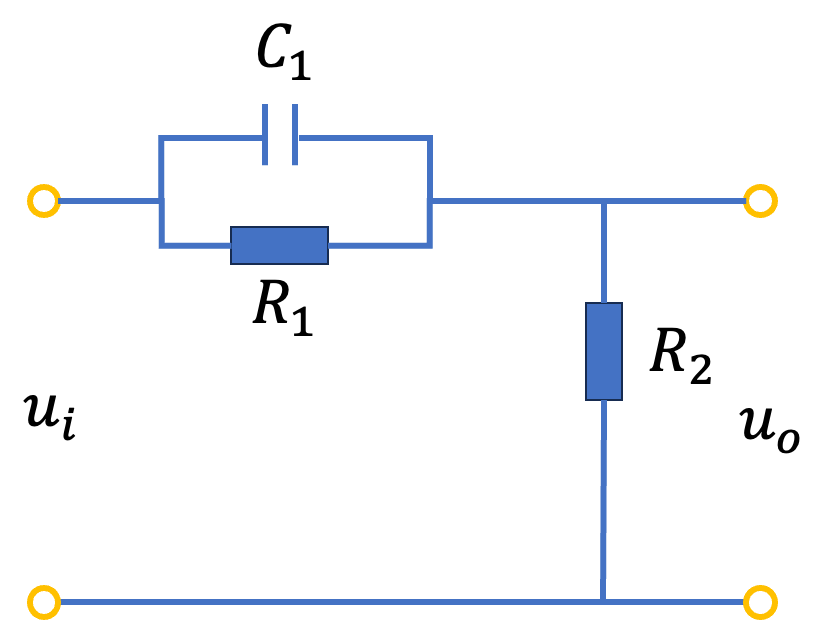 C₁
R₁
R₂
uᵢ
uₒ